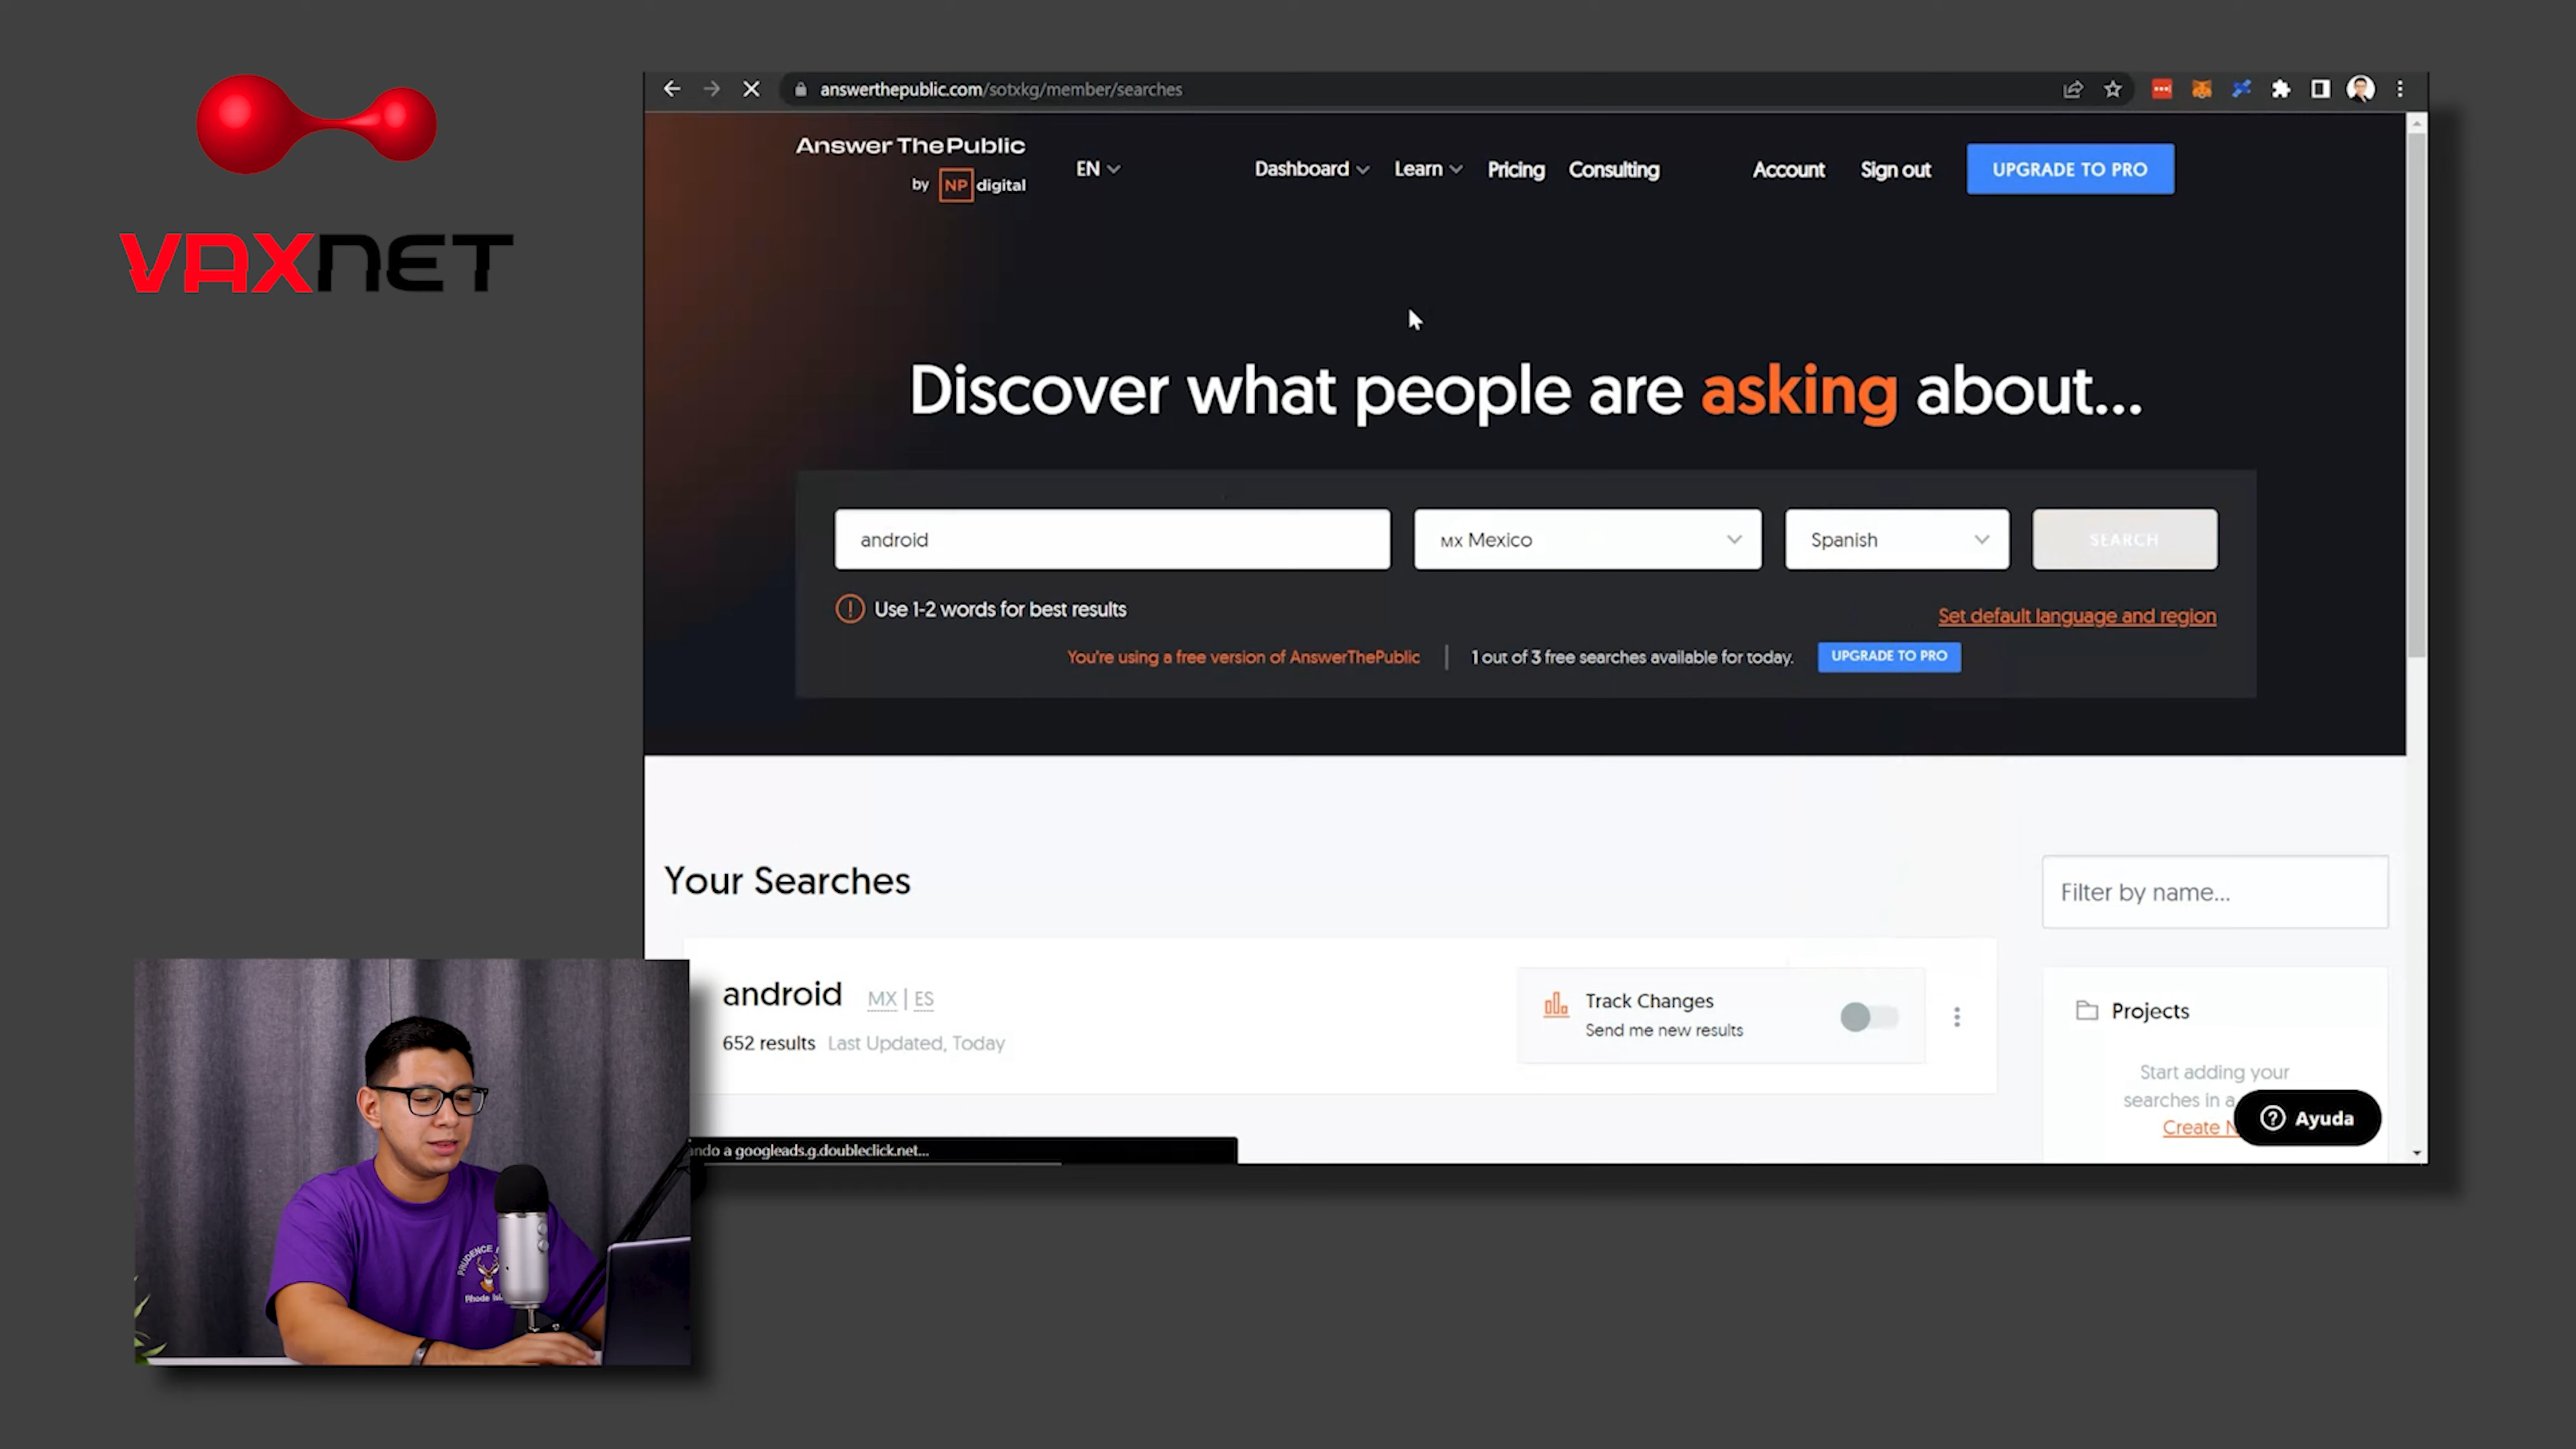 VAXNET
answerthepublic.com/sotxkg/member/searches
Answer The Public
by NP digital
EN
Dashboard
Learn
Pricing
Consulting
Account
Sign out
UPGRADE TO PRO
Discover what people are asking about...
android
MX Mexico
Spanish
SEARCH
Use 1-2 words for best results
Set default language and region
You're using a free version of AnswerThePublic
1 out of 3 free searches available for today.
UPGRADE TO PRO
Your Searches
Filter by name...
android MX | ES
652 results Last Updated, Today
Track Changes
Send me new results
Projects
Start adding your
searches in a
Create N
Ayuda
ando a googleads.g.doubleclick.net...
PRUDENCE
Rhode Isl